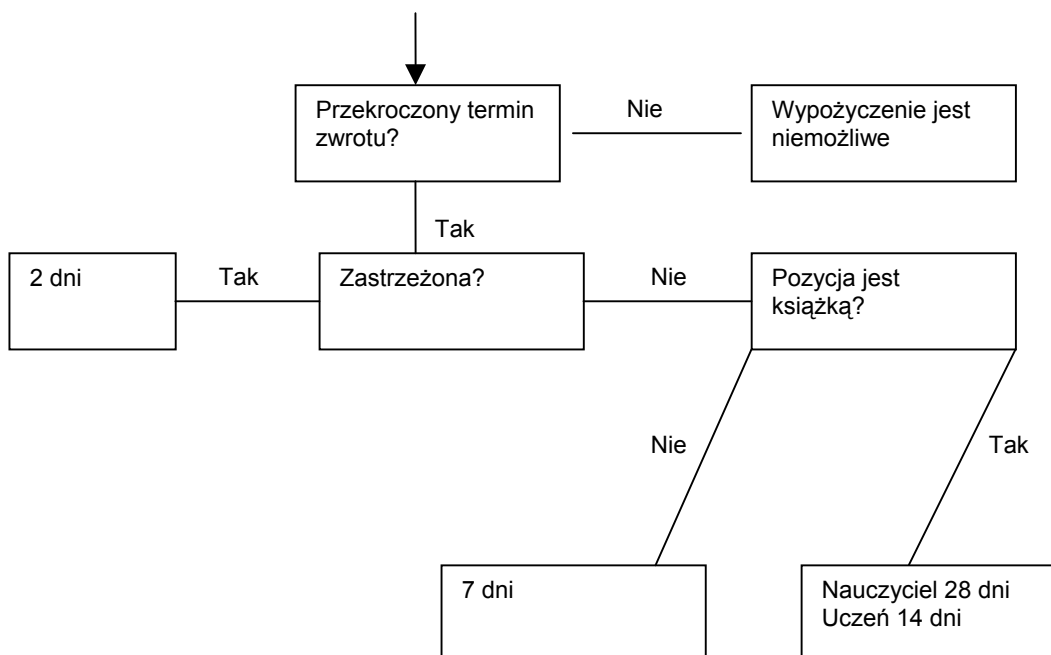 Przekroczony termin
zwrotu?
Nie
Wypożyczenie jest
niemożliwe
Tak
2 dni
Tak
Zastrzeżona?
Nie
Pozycja jest
książką?
Nie
Tak
7 dni
Nauczyciel 28 dni
Uczeń 14 dni